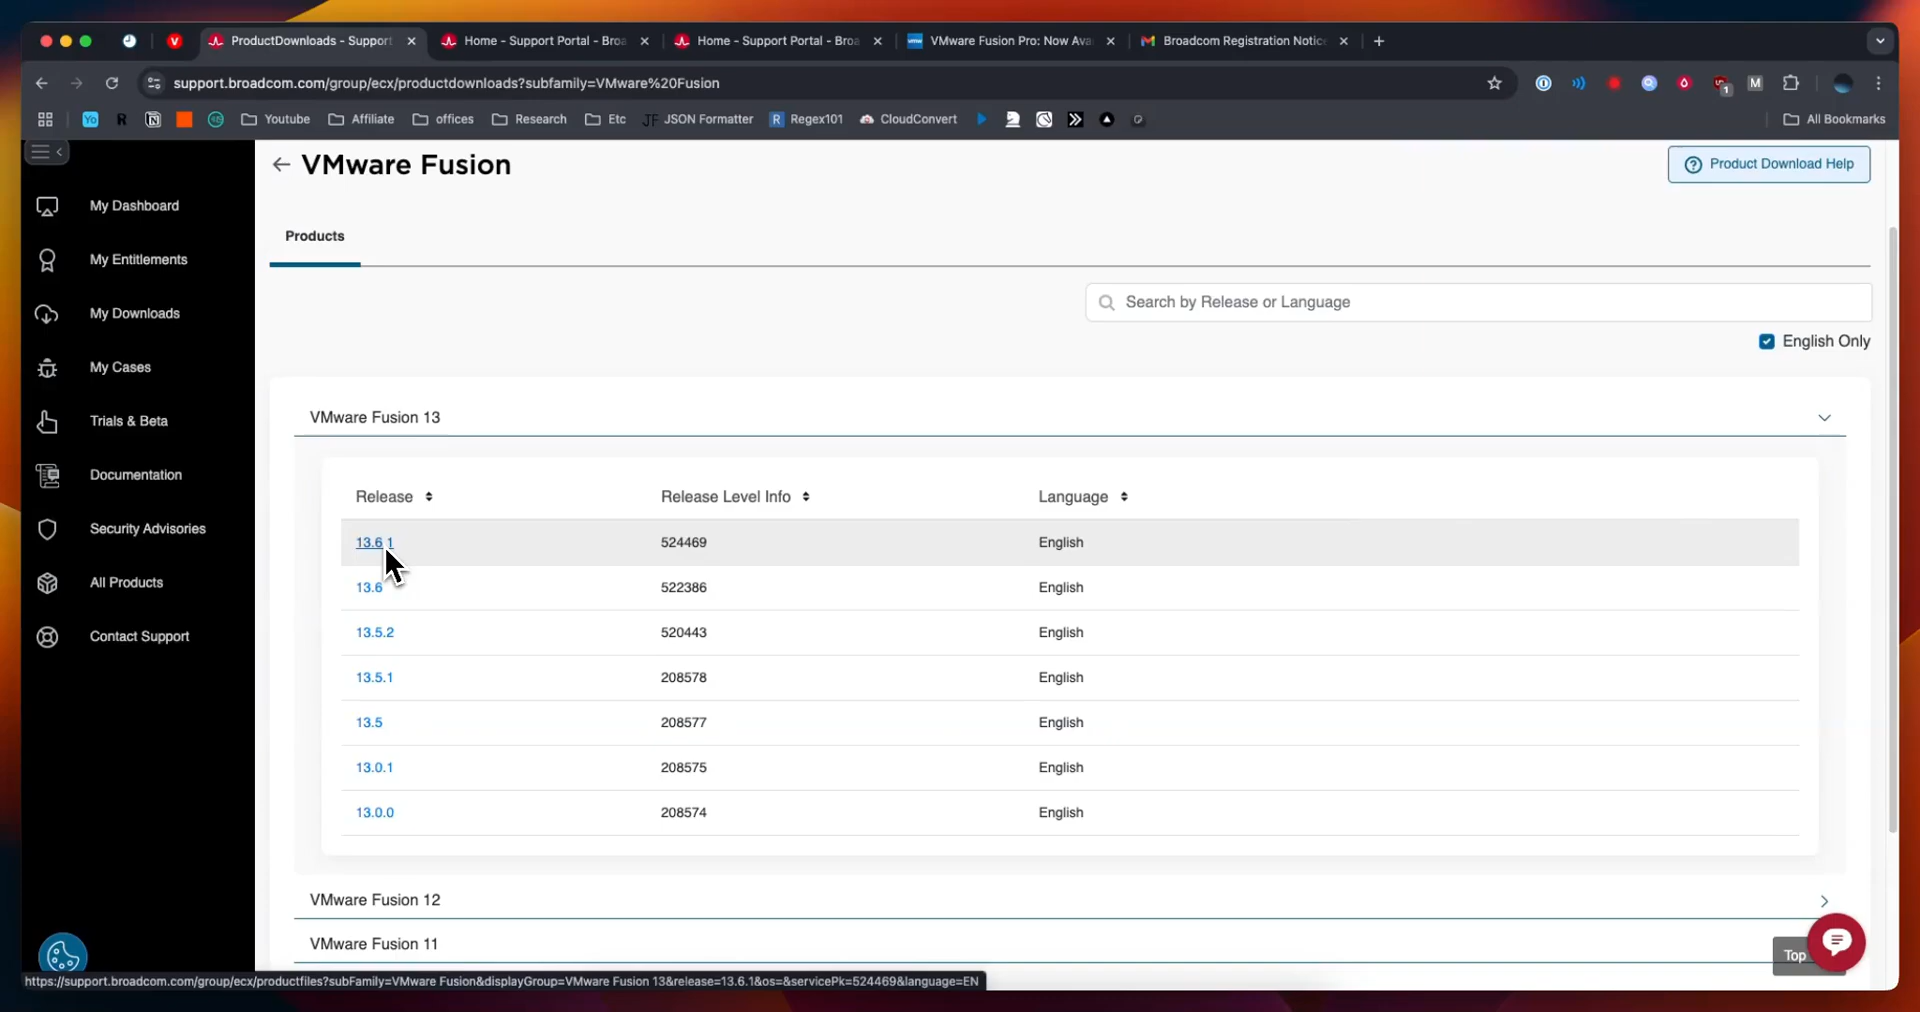 ProductDownloads - Support
Home - Support Portal - Broa
Home - Support Portal - Broa
VMware Fusion Pro: Now Ava
Broadcom Registration Notic
support.broadcom.com/group/ecx/productdownloads?subfamily=VMware%20Fusion
Youtube
Affiliate
offices
Research
Etc
JSON Formatter
Regex101
CloudConvert
All Bookmarks
VMware Fusion
Product Download Help
My Dashboard
My Entitlements
My Downloads
My Cases
Trials & Beta
Documentation
Security Advisories
All Products
Contact Support
Products
Search by Release or Language
English Only
VMware Fusion 13
Release Release Level Info Language
13.6.1 524469 English
13.6 522386 English
13.5.2 520443 English
13.5.1 208578 English
13.5 208577 English
13.0.1 208575 English
13.0.0 208574 English
VMware Fusion 12
VMware Fusion 11
Top
https://support.broadcom.com/group/ecx/productfiles?subFamily=VMware Fusion&displayGroup=VMware Fusion 13&release=13.6.1&os=&servicePk=524469&language=EN